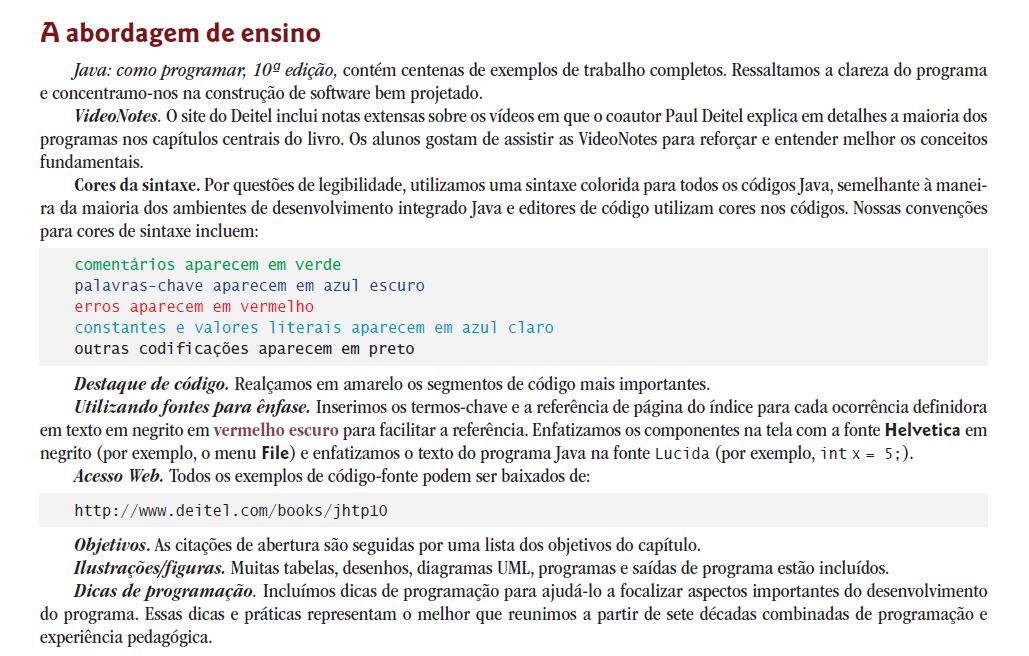 A abordagem de ensino
Java: como programar, 10ª edição, contém centenas de exemplos de trabalho completos. Ressaltamos a clareza do programa
e concentramo-nos na construção de software bem projetado.
VideoNotes. O site do Deitel inclui notas extensas sobre os vídeos em que o coautor Paul Deitel explica em detalhes a maioria dos
programas nos capítulos centrais do livro. Os alunos gostam de assistir as VideoNotes para reforçar e entender melhor os conceitos
fundamentais.
Cores da sintaxe. Por questões de legibilidade, utilizamos uma sintaxe colorida para todos os códigos Java, semelhante à manei-
ra da maioria dos ambientes de desenvolvimento integrado Java e editores de código utilizam cores nos códigos. Nossas convenções
para cores de sintaxe incluem:
comentários aparecem em verde
palavras-chave aparecem em azul escuro
erros aparecem em vermelho
constantes e valores literais aparecem em azul claro
outras codificações aparecem em preto
Destaque de código. Realçamos em amarelo os segmentos de código mais importantes.
Utilizando fontes para ênfase. Inserimos os termos-chave e a referência de página do índice para cada ocorrência definidora
em texto em negrito em vermelho escuro para facilitar a referência. Enfatizamos os componentes na tela com a fonte Helvetica em
negrito (por exemplo, o menu File) e enfatizamos o texto do programa Java na fonte Lucida (por exemplo, int x = 5;).
Acesso Web. Todos os exemplos de código-fonte podem ser baixados de:
http://www.deitel.com/books/jhtp10
Objetivos. As citações de abertura são seguidas por uma lista dos objetivos do capítulo.
Ilustrações/figuras. Muitas tabelas, desenhos, diagramas UML, programas e saídas de programa estão incluídos.
Dicas de programação. Incluímos dicas de programação para ajudá-lo a focalizar aspectos importantes do desenvolvimento
do programa. Essas dicas e práticas representam o melhor que reunimos a partir de sete décadas combinadas de programação e
experiência pedagógica.